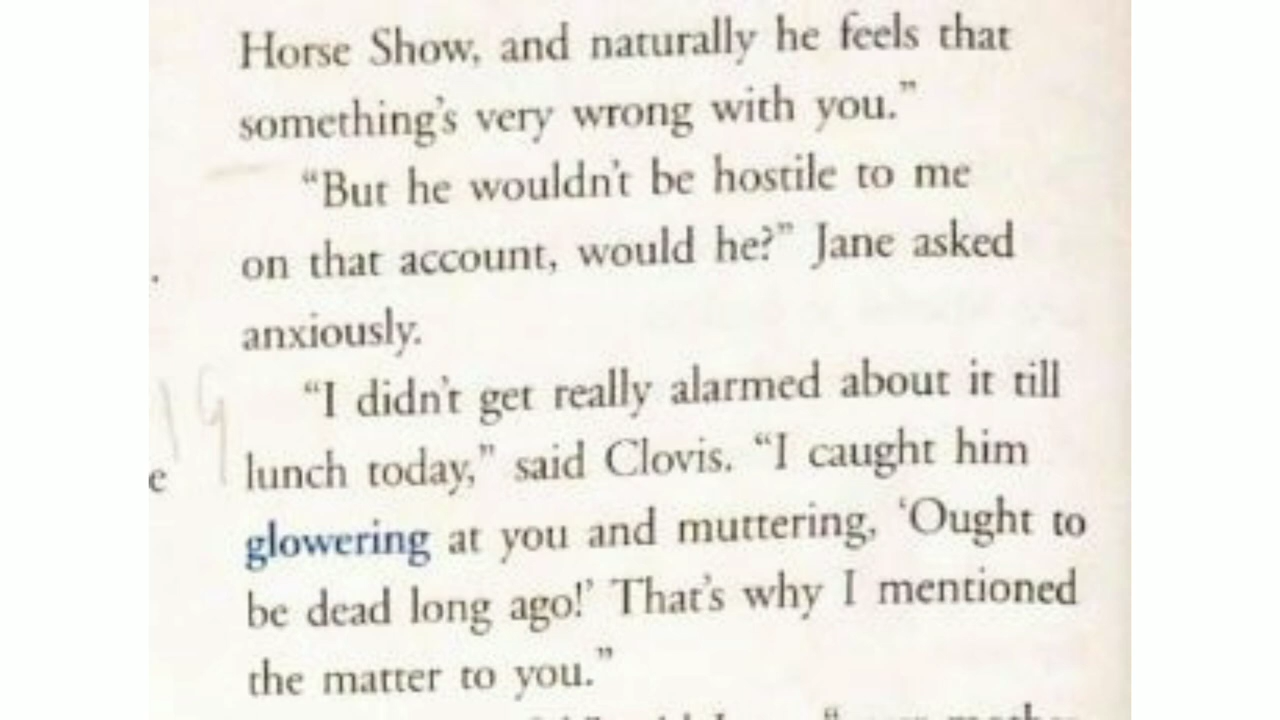 Horse Show, and naturally he feels that
something's very wrong with you.”
“But he wouldn't be hostile to me
on that account, would he?” Jane asked
anxiously.
“I didn't get really alarmed about it till
lunch today,” said Clovis. “I caught him
e
glowering at you and muttering, ‘Ought to
be dead long ago!’ That's why I mentioned
the matter to you.”